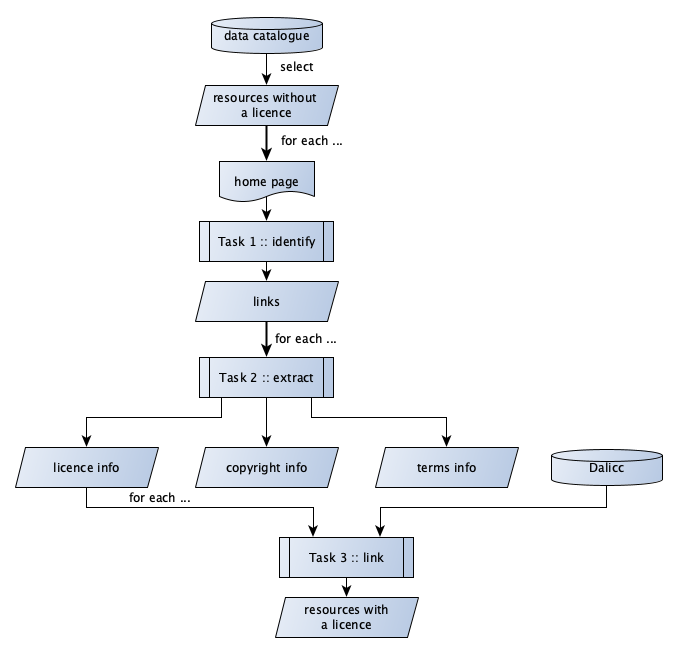 data catalogue
select
resources without
a licence
for each ...
home page
Task 1 :: identify
links
for each ...
Task 2 :: extract
licence info
copyright info
terms info
Dalicc
for each ...
Task 3 :: link
resources with
a licence